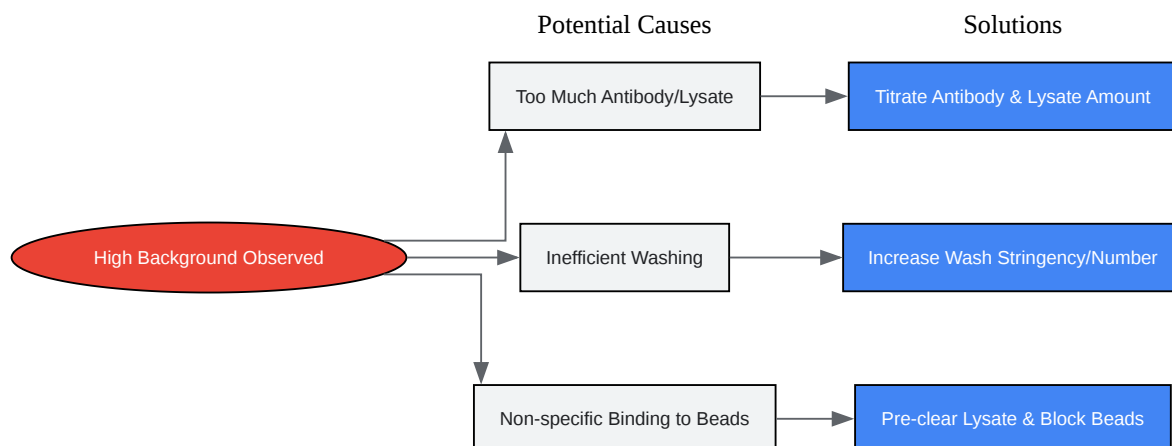 Potential Causes
Solutions
Too Much Antibody/Lysate
Titrate Antibody & Lysate Amount
High Background Observed
Inefficient Washing
Increase Wash Stringency/Number
Non-specific Binding to Beads
Pre-clear Lysate & Block Beads